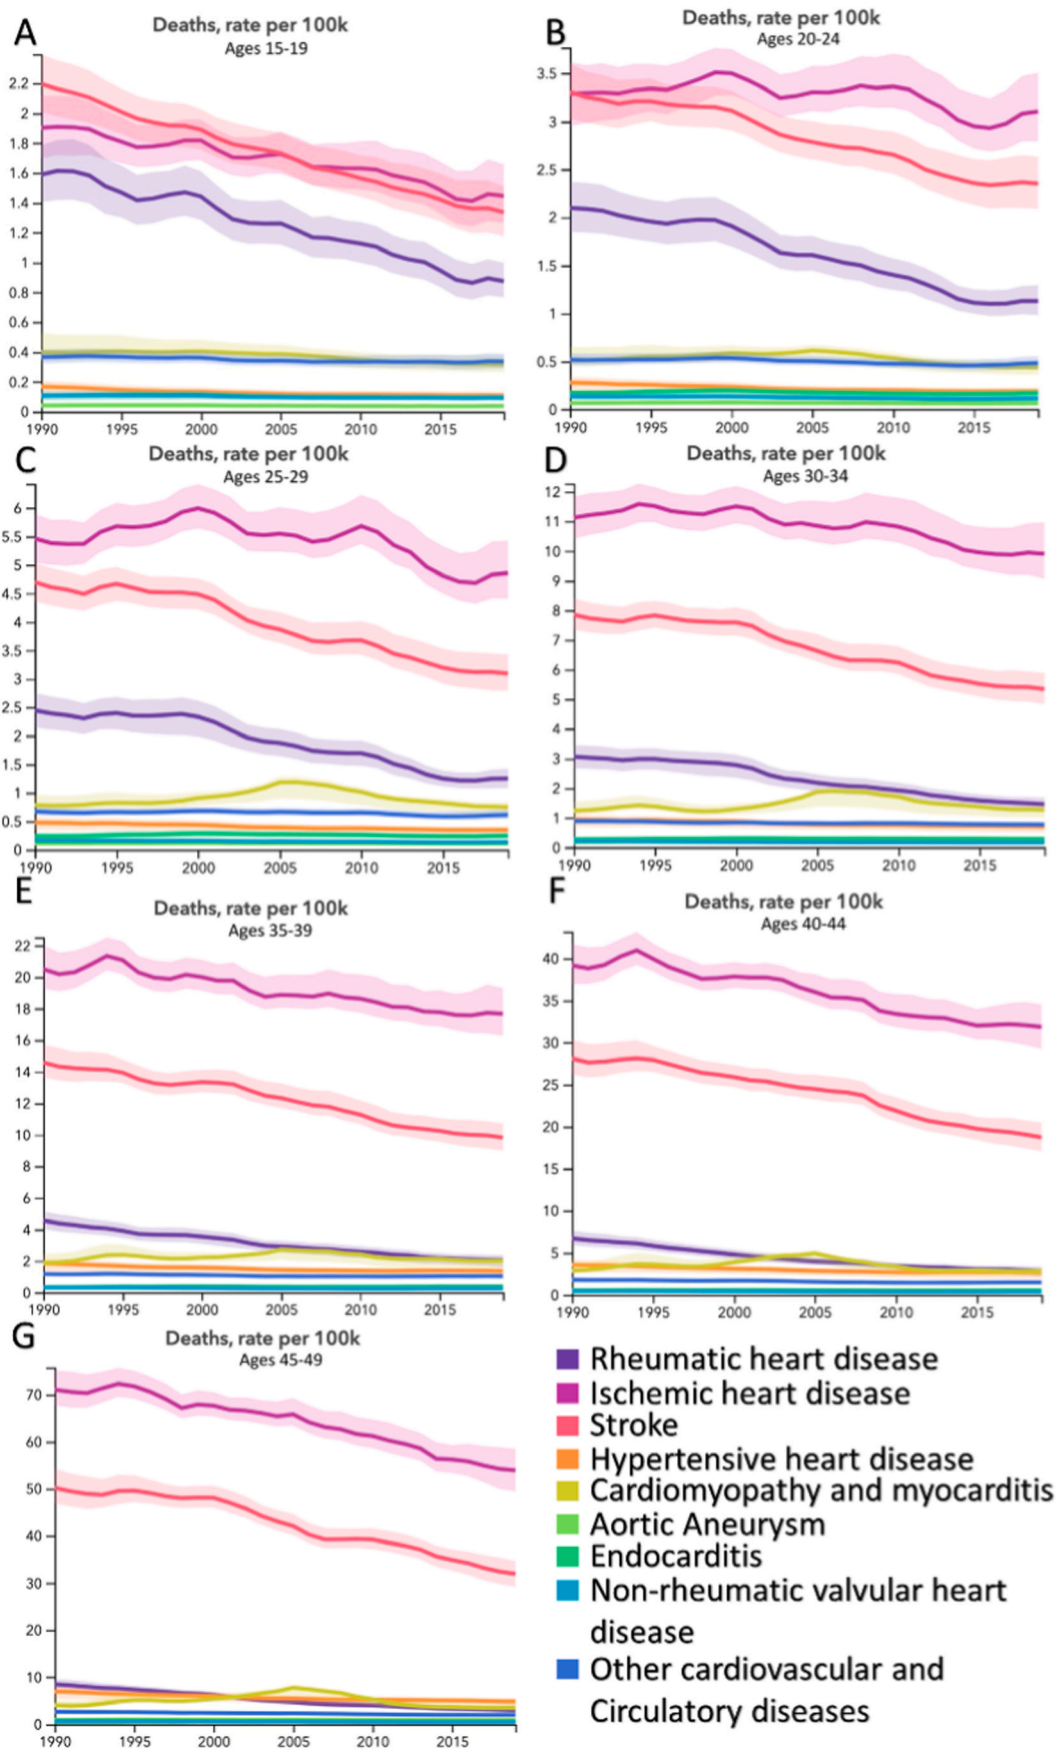 A
Deaths, rate per 100k
Ages 15-19
2.2
2
1.8
1.6
1.4
1.2
1
0.8
0.6
0.4
0.2
0
1990 1995 2000 2005 2010 2015
B
Deaths, rate per 100k
Ages 20-24
3.5
3
2.5
2
1.5
1
0.5
0
1990 1995 2000 2005 2010 2015
C
Deaths, rate per 100k
Ages 25-29
6
5.5
5
4.5
4
3.5
3
2.5
2
1.5
1
0.5
0
1990 1995 2000 2005 2010 2015
D
Deaths, rate per 100k
Ages 30-34
12
11
10
9
8
7
6
5
4
3
2
1
0
1990 1995 2000 2005 2010 2015
E
Deaths, rate per 100k
Ages 35-39
22
20
18
16
14
12
10
8
6
4
2
0
1990 1995 2000 2005 2010 2015
F
Deaths, rate per 100k
Ages 40-44
40
35
30
25
20
15
10
5
0
1990 1995 2000 2005 2010 2015
G
Deaths, rate per 100k
Ages 45-49
70
60
50
40
30
20
10
0
1990 1995 2000 2005 2010 2015
Rheumatic heart disease
Ischemic heart disease
Stroke
Hypertensive heart disease
Cardiomyopathy and myocarditis
Aortic Aneurysm
Endocarditis
Non-rheumatic valvular heart
disease
Other cardiovascular and
Circulatory diseases